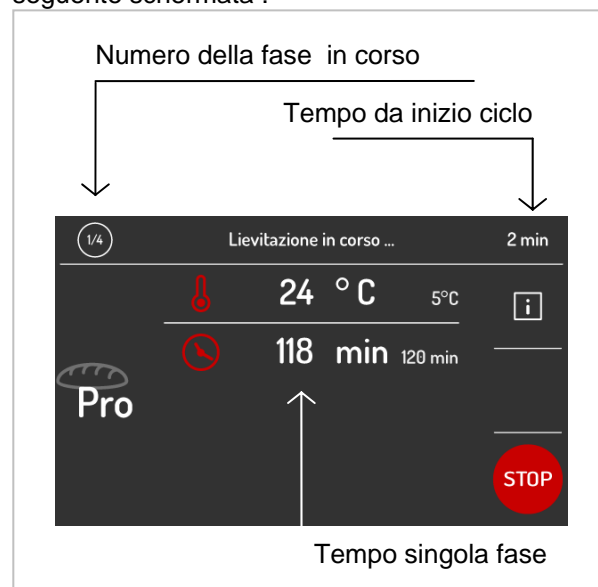 seguente schermata :
Numero della fase in corso
Tempo da inizio ciclo
1/4
Lievitazione in corso ...
2 min
24 °C
5°C
i
118 min
120 min
Pro
STOP
Tempo singola fase